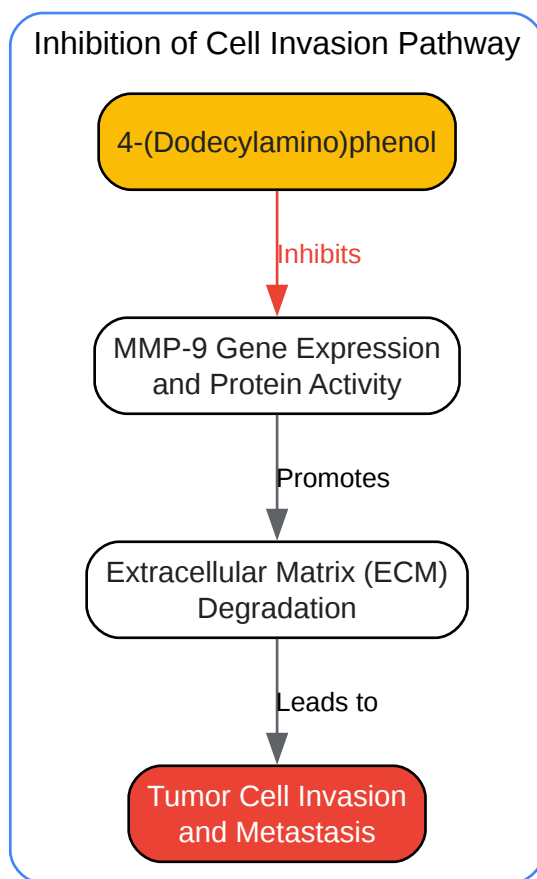 Inhibition of Cell Invasion Pathway
4-(Dodecylamino)phenol
Inhibits
MMP-9 Gene Expression
and Protein Activity
Promotes
Extracellular Matrix (ECM)
Degradation
Leads to
Tumor Cell Invasion
and Metastasis